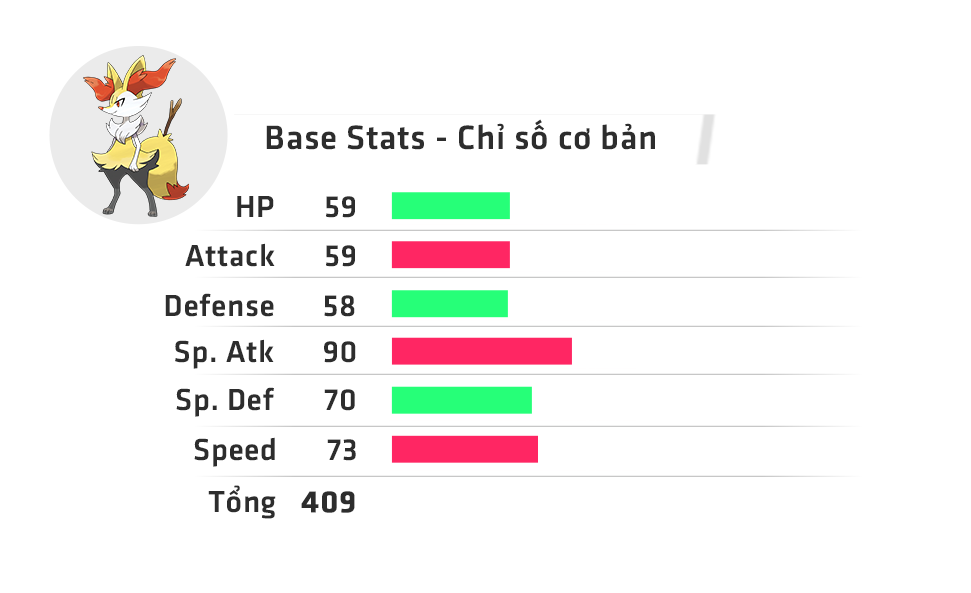 Base Stats - Chỉ số cơ bản
HP 59
Attack 59
Defense 58
Sp. Atk 90
Sp. Def 70
Speed 73
Tổng 409